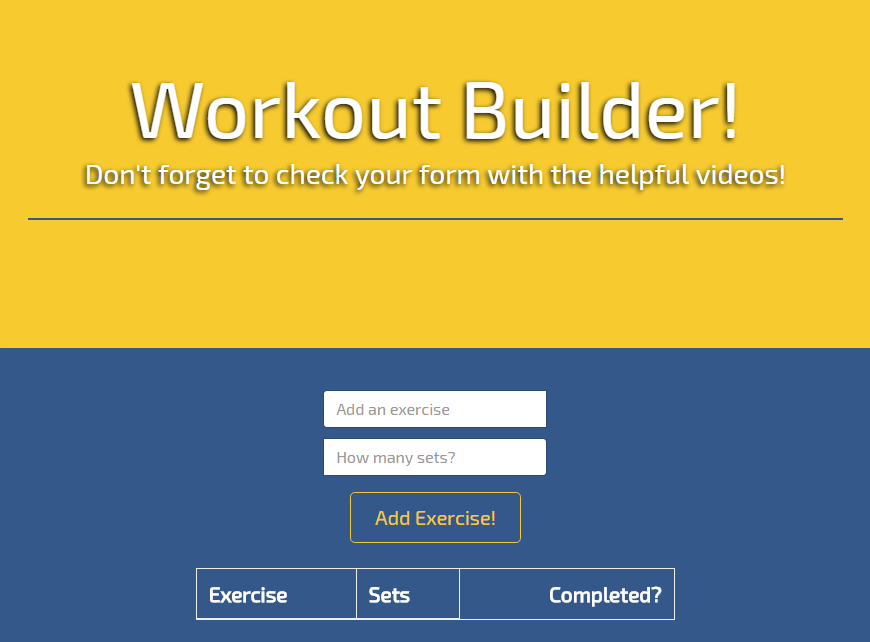 Workout Builder!
Don't forget to check your form with the helpful videos!
Add an exercise
How many sets?
Add Exercise!
Exercise Sets Completed?